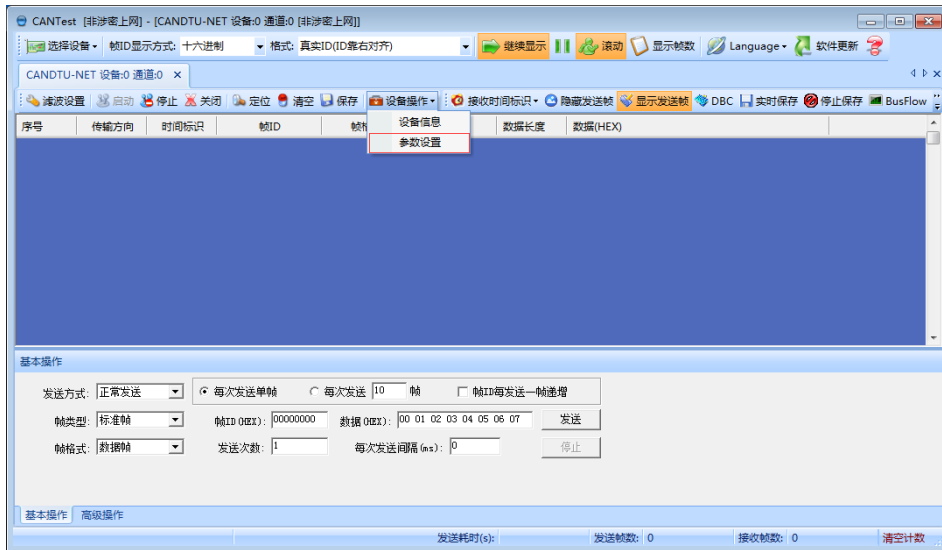 CANTest [非涉密上网] - [CANDTU-NET 设备:0 通道:0 [非涉密上网]]
选择设备 帧ID显示方式: 十六进制 格式: 真实ID(ID靠右对齐) 继续显示 滚动 显示帧数 Language 软件更新
CANDTU-NET 设备:0 通道:0 ×
滤波设置 启动 停止 关闭 定位 清空 保存 设备操作 接收时间标识 隐藏发送帧 显示发送帧 DBC 实时保存 停止保存 BusFlow
序号 传输方向 时间标识 帧ID 数据长度 数据(HEX)
设备信息
参数设置
基本操作
发送方式: 正常发送 每次发送单帧 每次发送 10 帧 帧ID每发送一帧递增
帧类型: 标准帧 帧ID(HEX): 00000000 数据(HEX): 00 01 02 03 04 05 06 07 发送
帧格式: 数据帧 发送次数: 1 每次发送间隔(ms): 0 停止
基本操作 高级操作
发送耗时(s): 发送帧数: 0 接收帧数: 0 清空计数